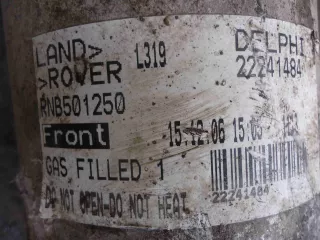 LAND> L319 DELPHI
>ROVER 22241484
RNB501250
Front 15.12.06 15:03
GAS FILLED 1
DO NOT OPEN-DO NOT HEAT
22241484